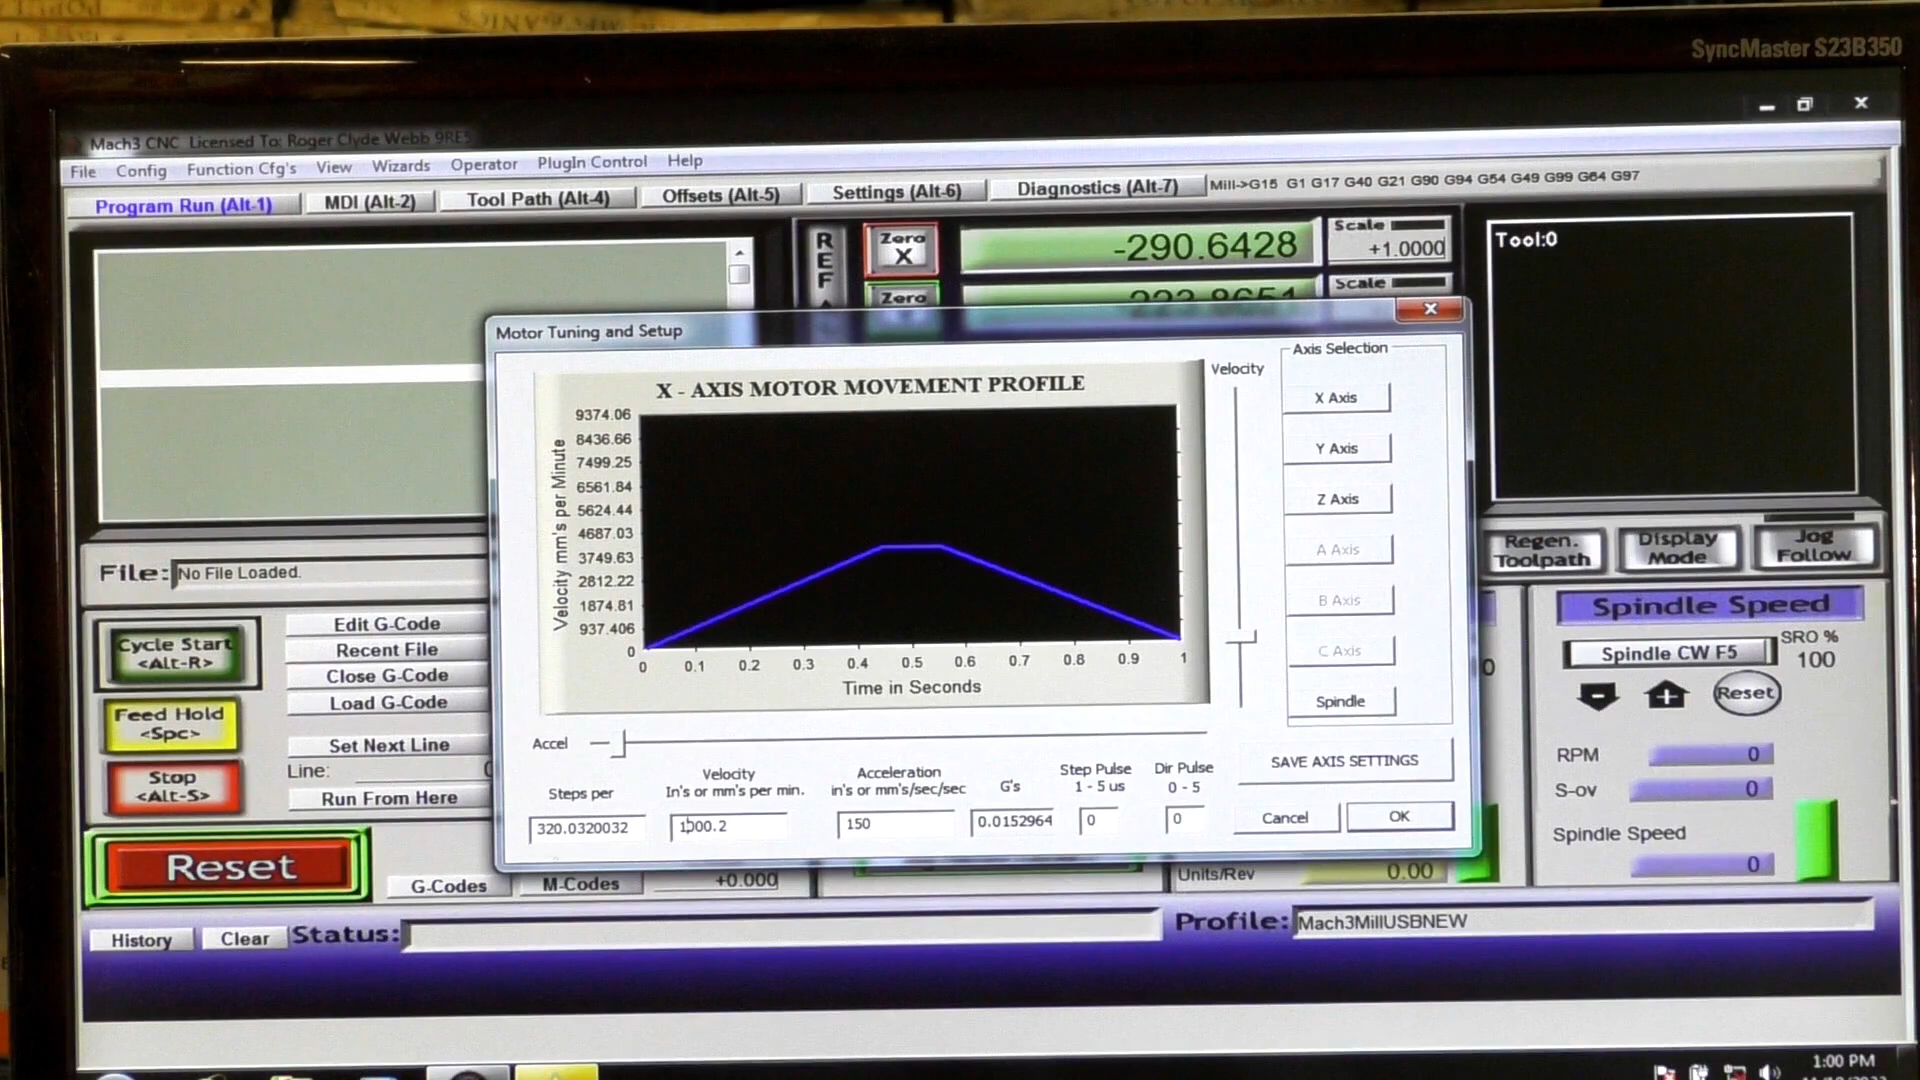 SyncMaster S23B350
Mach3 CNC Licensed To: Roger Clyde Webb 9RES
File Config Function Cfg's View Wizards Operator PlugIn Control Help
Program Run (Alt-1) MDI (Alt-2) Tool Path (Alt-4) Offsets (Alt-5) Settings (Alt-6) Diagnostics (Alt-7) Mill->G15 G1 G17 G40 G21 G90 G94 G54 G49 G99 G64 G97
REF
Zero X
-290.6428
Scale
+1.0000
Tool:0
Zero
Scale
Motor Tuning and Setup
X - AXIS MOTOR MOVEMENT PROFILE
Velocity mm's per Minute
9374.06
8436.66
7499.25
6561.84
5624.44
4687.03
3749.63
2812.22
1874.81
937.406
0
0 0.1 0.2 0.3 0.4 0.5 0.6 0.7 0.8 0.9 1
Time in Seconds
Velocity
Axis Selection
X Axis
Y Axis
Z Axis
A Axis
B Axis
C Axis
Spindle
Accel
Steps per
320.0320032
Velocity
In's or mm's per min.
1000.2
Acceleration
in's or mm's/sec/sec
150
G's
0.0152964
Step Pulse
1 - 5 us
0
Dir Pulse
0 - 5
0
SAVE AXIS SETTINGS
Cancel
OK
File: No File Loaded.
Cycle Start
<Alt-R>
Feed Hold
<Spc>
Stop
<Alt-S>
Reset
Edit G-Code
Recent File
Close G-Code
Load G-Code
Set Next Line
Line: 0
Run From Here
G-Codes M-Codes +0.000
Units/Rev 0.00
Regen.
Toolpath
Display
Mode
Jog
Follow
Spindle Speed
Spindle CW F5
SRO %
100
Reset
RPM 0
S-ov 0
Spindle Speed
0
History Clear Status:
Profile: Mach3MillUSBNEW
1:00 PM